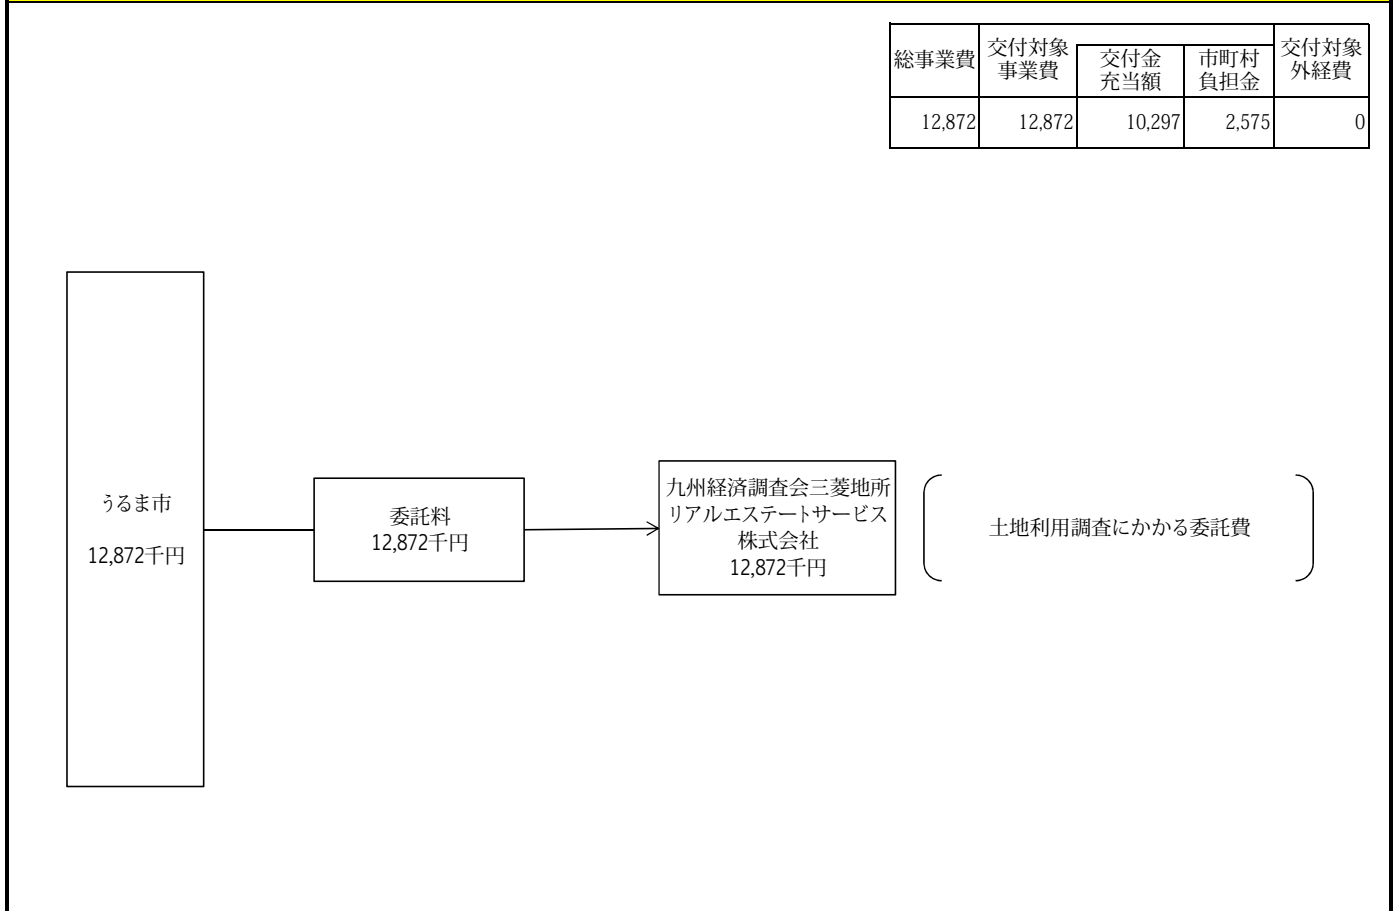 総事業費
交付対象
事業費
交付金
充当額
市町村
負担金
交付対象
外経費
12,872 12,872 10,297 2,575 0
うるま市
12,872千円
委託料
12,872千円
九州経済調査会三菱地所
リアルエステートサービス
株式会社
12,872千円
土地利用調査にかかる委託費